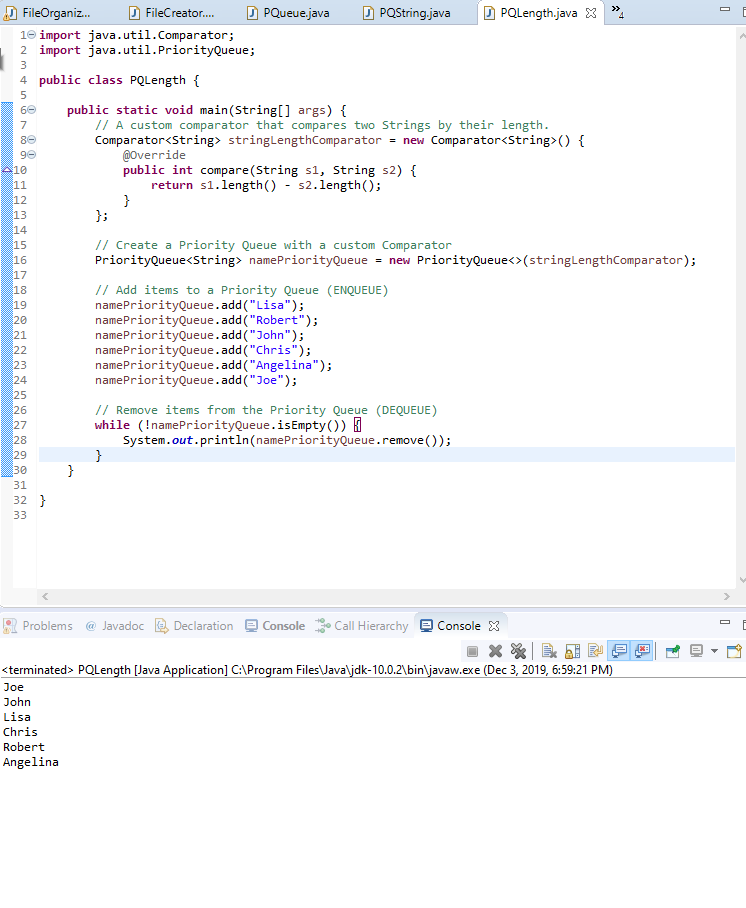 FileOrganiz... FileCreator.... PQueue.java PQString.java PQLength.java »4
1 import java.util.Comparator;
2 import java.util.PriorityQueue;
3
4 public class PQLength {
5
6     public static void main(String[] args) {
7         // A custom comparator that compares two Strings by their length.
8         Comparator<String> stringLengthComparator = new Comparator<String>() {
9             @Override
10             public int compare(String s1, String s2) {
11                 return s1.length() - s2.length();
12             }
13         };
14
15         // Create a Priority Queue with a custom Comparator
16         PriorityQueue<String> namePriorityQueue = new PriorityQueue<>(stringLengthComparator);
17
18         // Add items to a Priority Queue (ENQUEUE)
19         namePriorityQueue.add("Lisa");
20         namePriorityQueue.add("Robert");
21         namePriorityQueue.add("John");
22         namePriorityQueue.add("Chris");
23         namePriorityQueue.add("Angelina");
24         namePriorityQueue.add("Joe");
25
26         // Remove items from the Priority Queue (DEQUEUE)
27         while (!namePriorityQueue.isEmpty()) {
28             System.out.println(namePriorityQueue.remove());
29         }
30     }
31
32 }
33
Problems @ Javadoc Declaration Console Call Hierarchy Console
<terminated> PQLength [Java Application] C:\Program Files\Java\jdk-10.0.2\bin\javaw.exe (Dec 3, 2019, 6:59:21 PM)
Joe
John
Lisa
Chris
Robert
Angelina